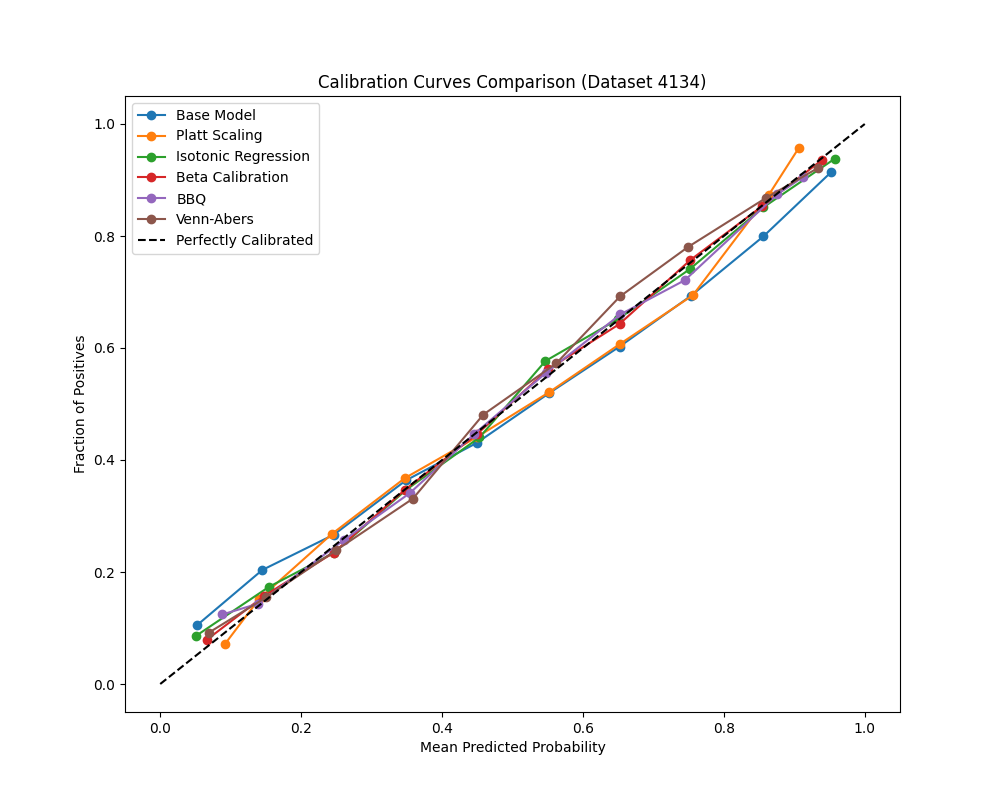 Calibration Curves Comparison (Dataset 4134)
Base Model
Platt Scaling
Isotonic Regression
Beta Calibration
BBQ
Venn-Abers
Perfectly Calibrated
1.0
0.8
0.6
0.4
0.2
0.0
Fraction of Positives
0.0 0.2 0.4 0.6 0.8 1.0
Mean Predicted Probability